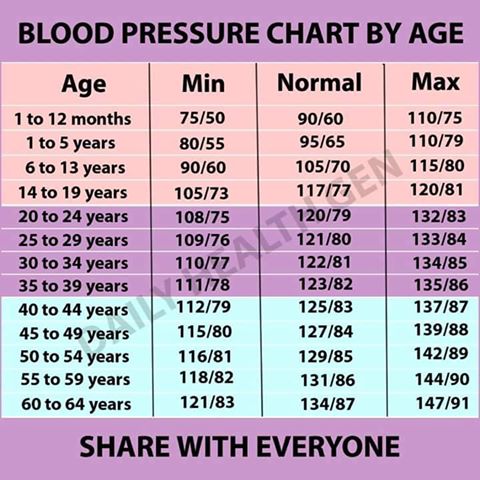 BLOOD PRESSURE CHART BY AGE
Age Min Normal Max
1 to 12 months 75/50 90/60 110/75
1 to 5 years 80/55 95/65 110/79
6 to 13 years 90/60 105/70 115/80
14 to 19 years 105/73 117/77 120/81
20 to 24 years 108/75 120/79 132/83
25 to 29 years 109/76 121/80 133/84
30 to 34 years 110/77 122/81 134/85
35 to 39 years 111/78 123/82 135/86
40 to 44 years 112/79 125/83 137/87
45 to 49 years 115/80 127/84 139/88
50 to 54 years 116/81 129/85 142/89
55 to 59 years 118/82 131/86 144/90
60 to 64 years 121/83 134/87 147/91
DAILY HEALTH GEN
SHARE WITH EVERYONE